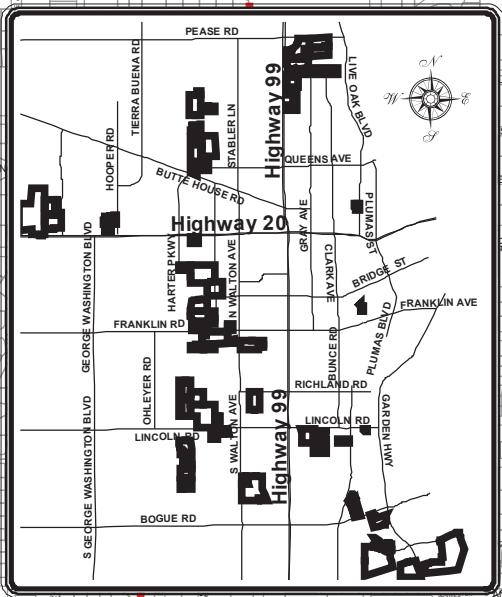 PEASE RD
TIERRA BUENA RD
HOOPER RD
STABLER LN
Highway 99
LIVE OAK BLVD
N
W
E
S
QUEENS AVE
BUTTE HOUSE RD
Highway 20
GRAY AVE
PLUMAS ST
GEORGE WASHINGTON BLVD
HARTER PKWY
N WALTON AVE
CLARK AVE
BRIDGE ST
FRANKLIN AVE
FRANKLIN RD
PLUMAS BLVD
BUNCE RD
OHLEYER RD
RICHLAND RD
S GEORGE WASHINGTON BLVD
LINCOLN RD
LINCOLN RD
S WALTON AVE
Highway 99
GARDEN HWY
BOGUE RD